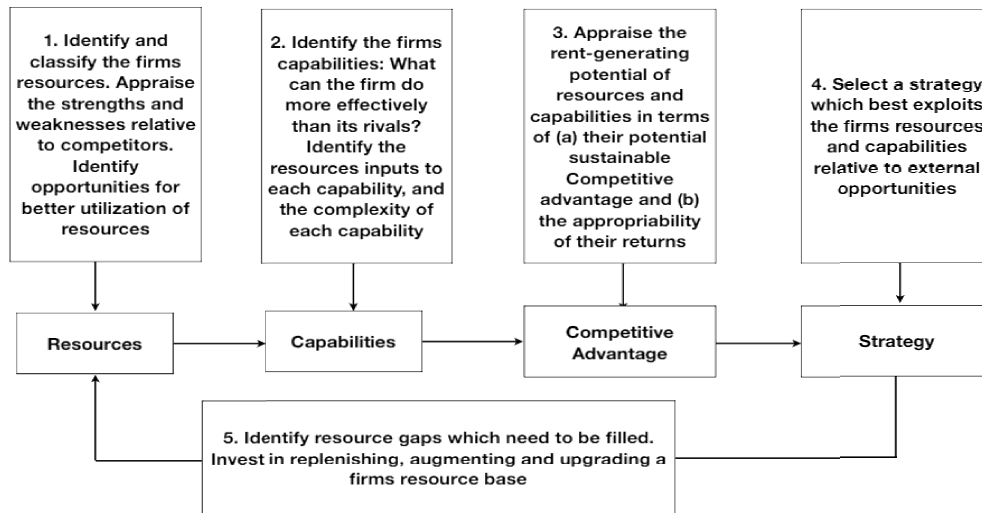 1. Identify and
classify the firms
resources. Appraise
the strengths and
weaknesses relative
to competitors.
Identify
opportunities for
better utilization of
resources
2. Identify the firms
capabilities: What
can the firm do
more effectively
than its rivals?
Identify the
resources inputs to
each capability, and
the complexity of
each capability
3. Appraise the
rent-generating
potential of
resources and
capabilities in terms
of (a) their potential
sustainable
Competitive
advantage and (b)
the appropriability
of their returns
4. Select a strategy
which best exploits
the firms resources
and capabilities
relative to external
opportunities
Resources
Capabilities
Competitive
Advantage
Strategy
5. Identify resource gaps which need to be filled.
Invest in replenishing, augmenting and upgrading a
firms resource base